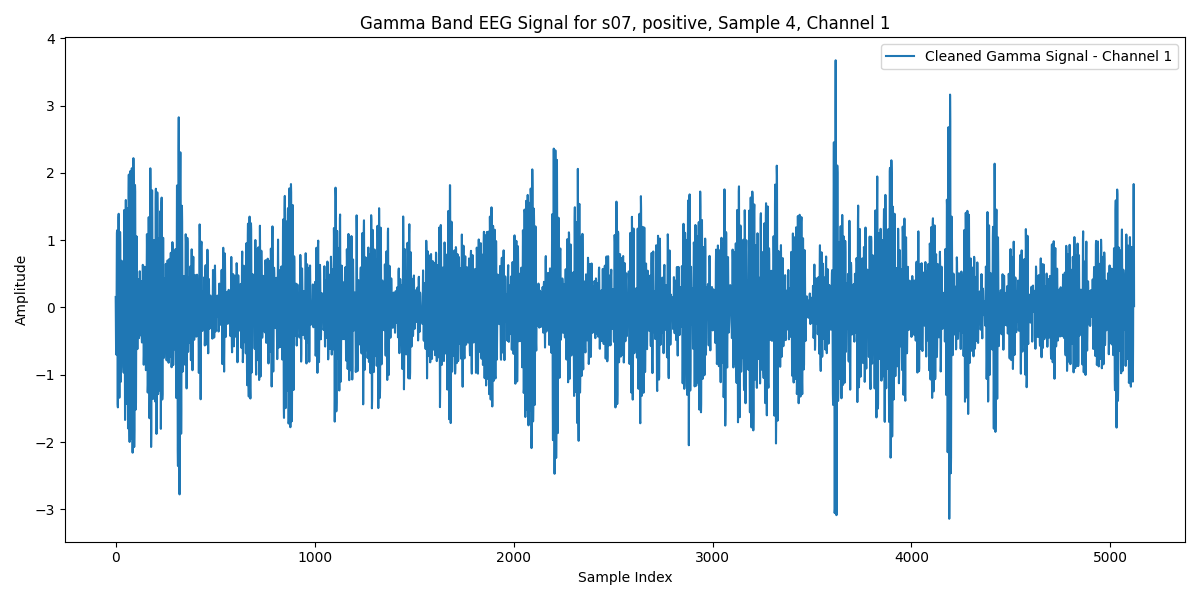 Gamma Band EEG Signal for s07, positive, Sample 4, Channel 1
Cleaned Gamma Signal - Channel 1
Amplitude
4
3
2
1
0
−1
−2
−3
0 1000 2000 3000 4000 5000
Sample Index